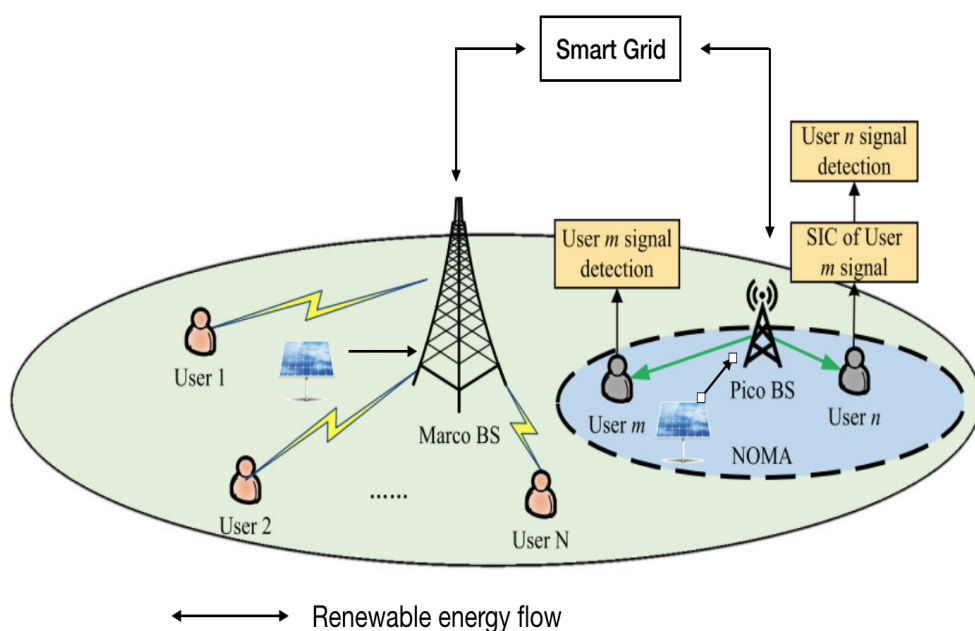 Smart Grid
User n signal
detection
User m signal
detection
SIC of User
m signal
User 1
Marco BS
User m
Pico BS
User n
NOMA
User 2
......
User N
Renewable energy flow